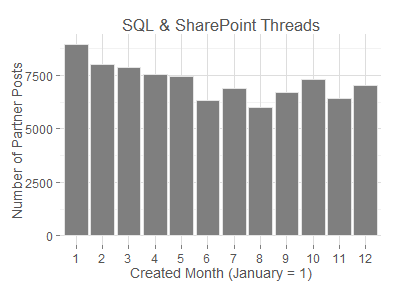 SQL & SharePoint Threads
Number of Partner Posts
7500
5000
2500
0
1 2 3 4 5 6 7 8 9 10 11 12
Created Month (January = 1)